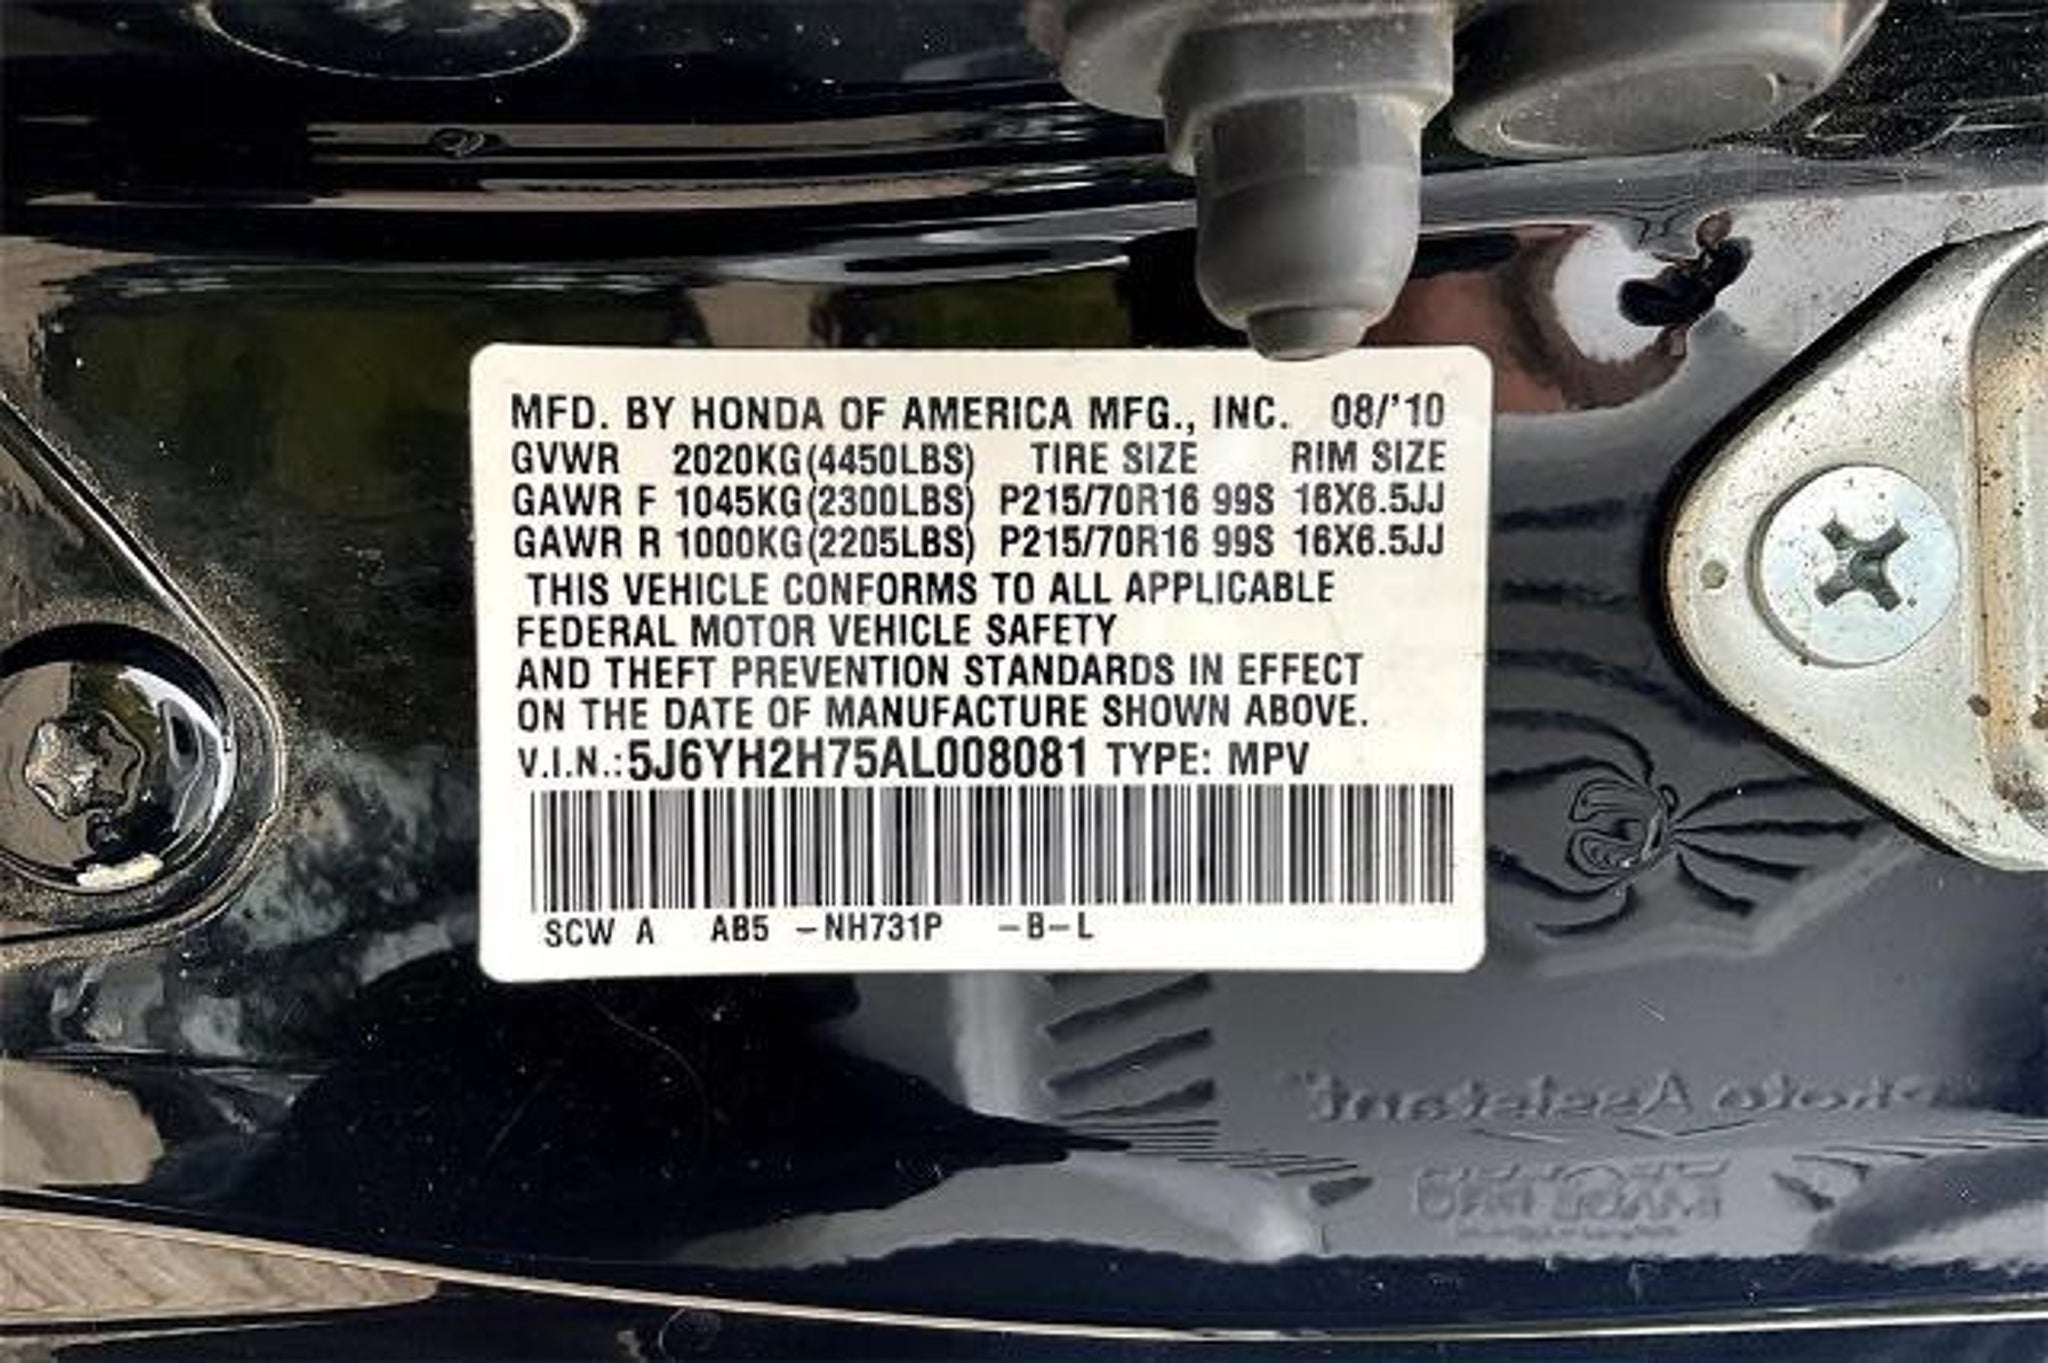 MFD. BY HONDA OF AMERICA MFG., INC. 08/'10
GVWR 2020KG(4450LBS) TIRE SIZE RIM SIZE
GAWR F 1045KG(2300LBS) P215/70R16 99S 16X6.5JJ
GAWR R 1000KG(2205LBS) P215/70R16 99S 16X6.5JJ
THIS VEHICLE CONFORMS TO ALL APPLICABLE
FEDERAL MOTOR VEHICLE SAFETY
AND THEFT PREVENTION STANDARDS IN EFFECT
ON THE DATE OF MANUFACTURE SHOWN ABOVE.
V.I.N.:5J6YH2H75AL008081 TYPE: MPV
SCW A AB5 -NH731P -B-L